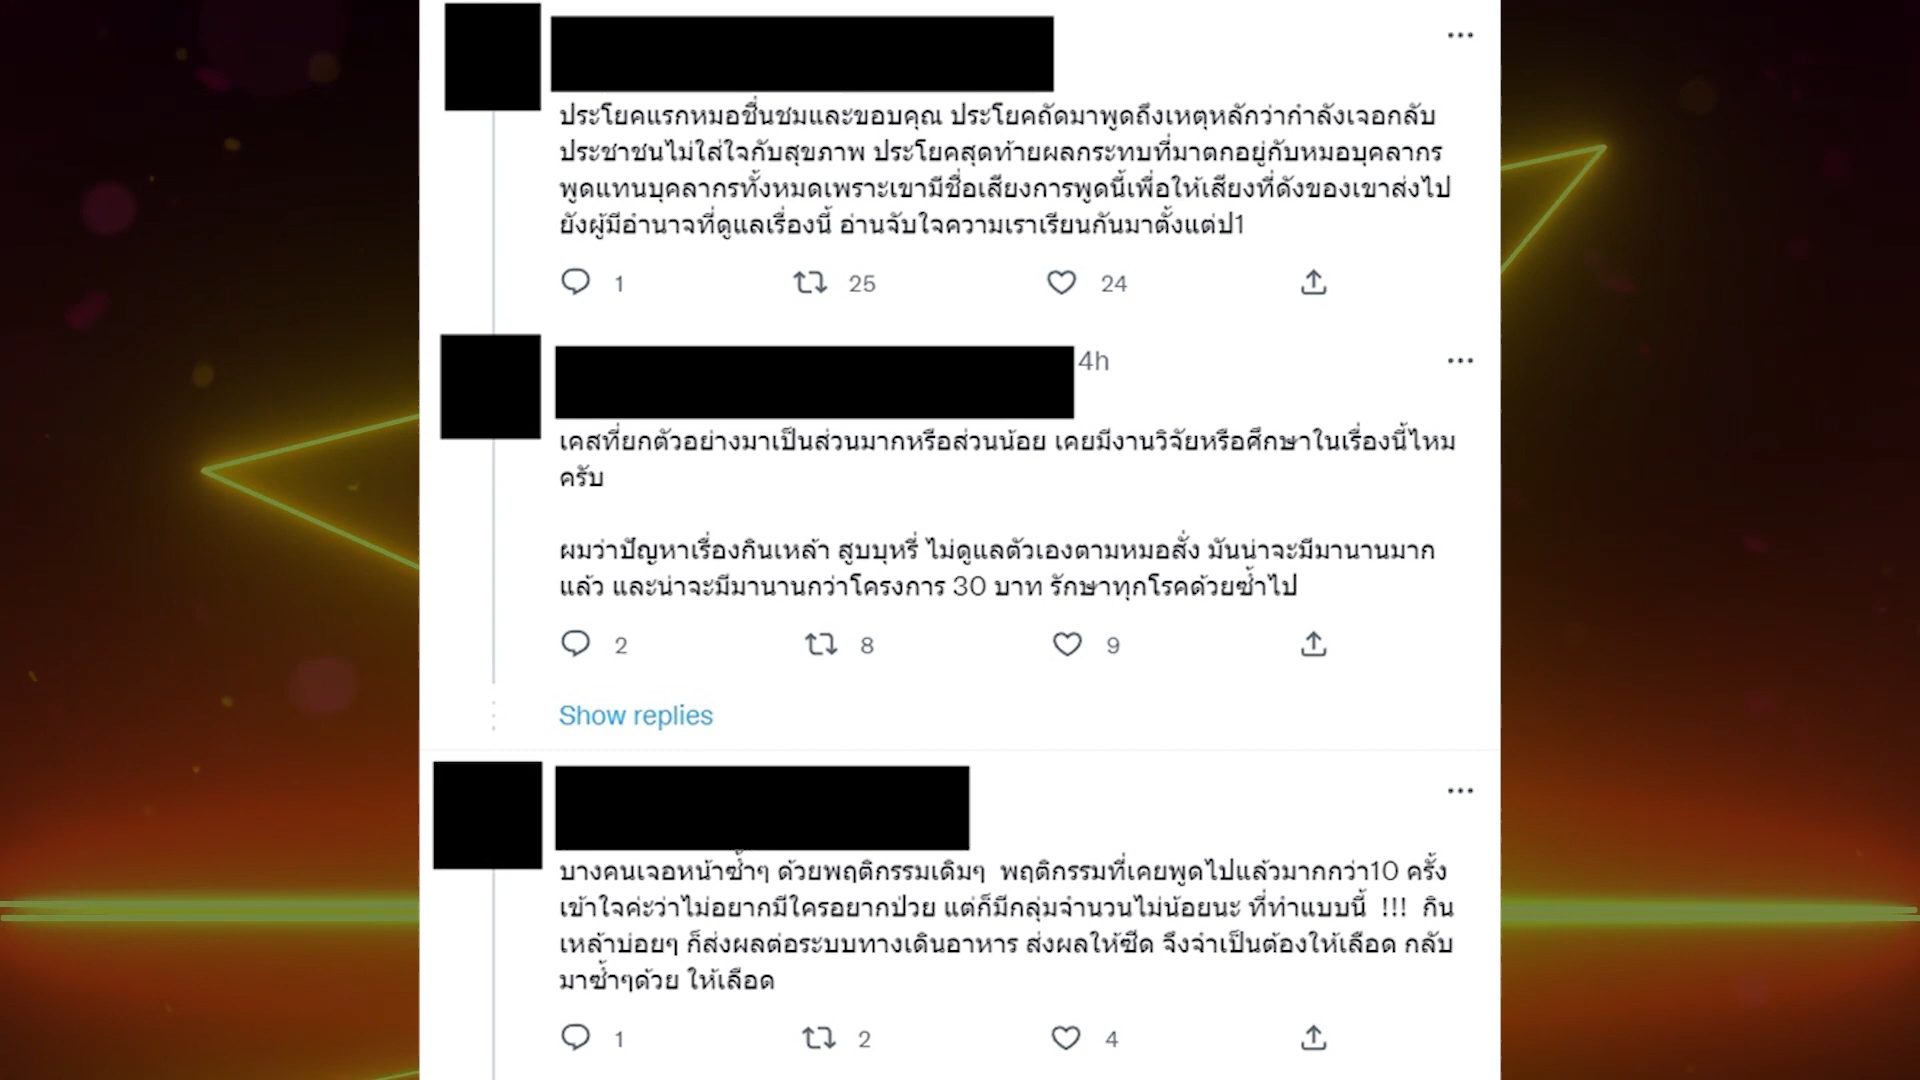 ประโยคแรกหมอชื่นชมและขอบคุณ ประโยคถัดมาพูดถึงเหตุหลักว่ากำลังเจอกลับ
ประชาชนไม่ใส่ใจกับสุขภาพ ประโยคสุดท้ายผลกระทบที่มาตกอยู่กับหมอบุคลากร
พูดแทนบุคลากรทั้งหมดเพราะเขามีชื่อเสียงการพูดนี้เพื่อให้เสียงที่ดังของเขาส่งไป
ยังผู้มีอำนาจที่ดูแลเรื่องนี้ อ่านจับใจความเราเรียนกันมาตั้งแต่ป1
1 25 24
4h
เคสที่ยกตัวอย่างมาเป็นส่วนมากหรือส่วนน้อย เคยมีงานวิจัยหรือศึกษาในเรื่องนี้ไหม
ครับ
ผมว่าปัญหาเรื่องกินเหล้า สูบบุหรี่ ไม่ดูแลตัวเองตามหมอสั่ง มันน่าจะมีมานานมาก
แล้ว และน่าจะมีมานานกว่าโครงการ 30 บาท รักษาทุกโรคด้วยซ้ำไป
2 8 9
Show replies
บางคนเจอหน้าซ้ำๆ ด้วยพฤติกรรมเดิมๆ พฤติกรรมที่เคยพูดไปแล้วมากกว่า10 ครั้ง
เข้าใจค่ะว่าไม่อยากมีใครอยากป่วย แต่ก็มีกลุ่มจำนวนไม่น้อยนะ ที่ทำแบบนี้ !!! กิน
เหล้าบ่อยๆ ก็ส่งผลต่อระบบทางเดินอาหาร ส่งผลให้ซีด จึงจำเป็นต้องให้เลือด กลับ
มาซ้ำๆด้วย ให้เลือด
1 2 4